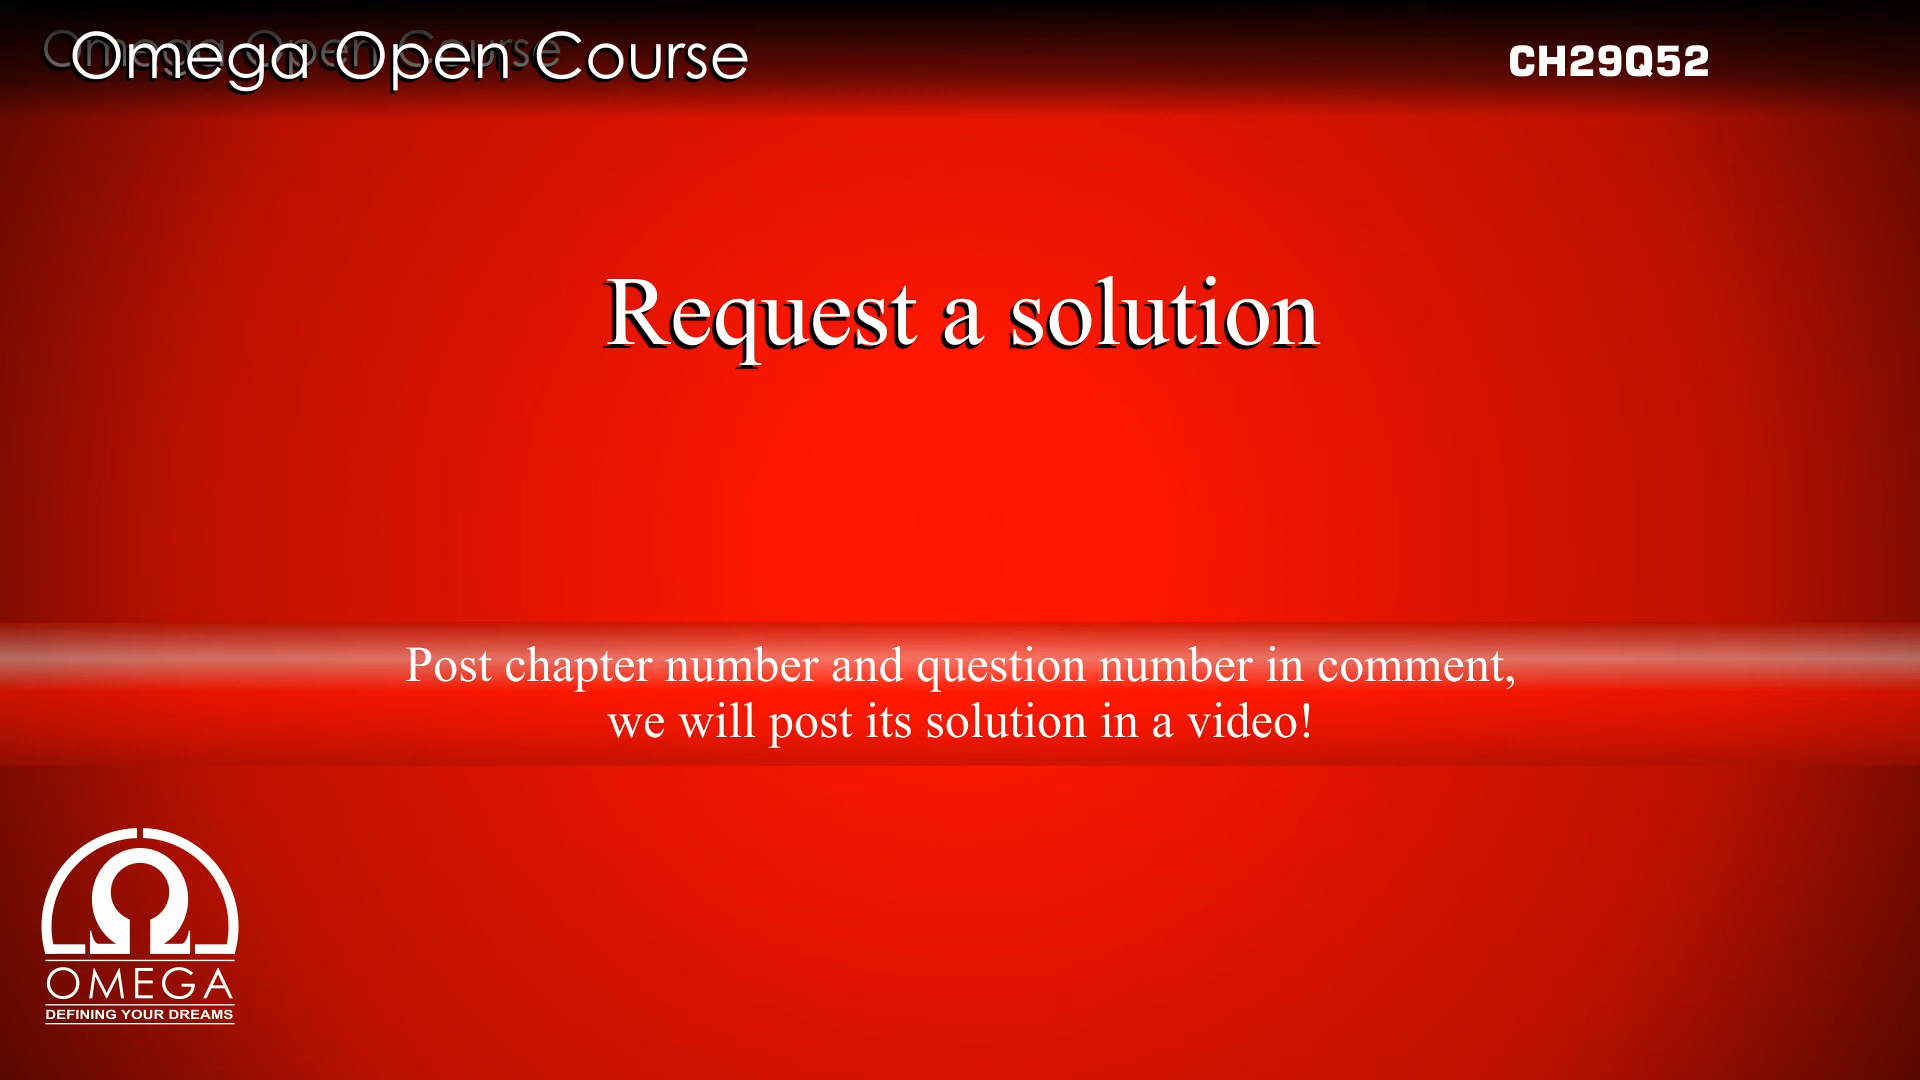 Omega Open Course
CH29Q52
Request a solution
Post chapter number and question number in comment,
we will post its solution in a video!
Ω
OMEGA
DEFINING YOUR DREAMS